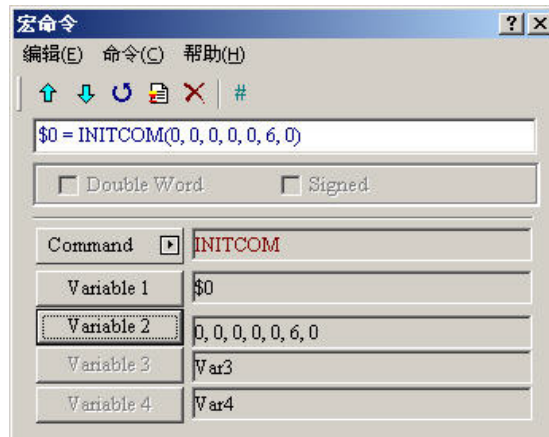 宏命令
编辑(E) 命令(C) 帮助(H)
#
$0 = INITCOM(0, 0, 0, 0, 0, 6, 0)
Double Word Signed
Command INITCOM
Variable 1 $0
Variable 2 0, 0, 0, 0, 0, 6, 0
Variable 3 Var3
Variable 4 Var4